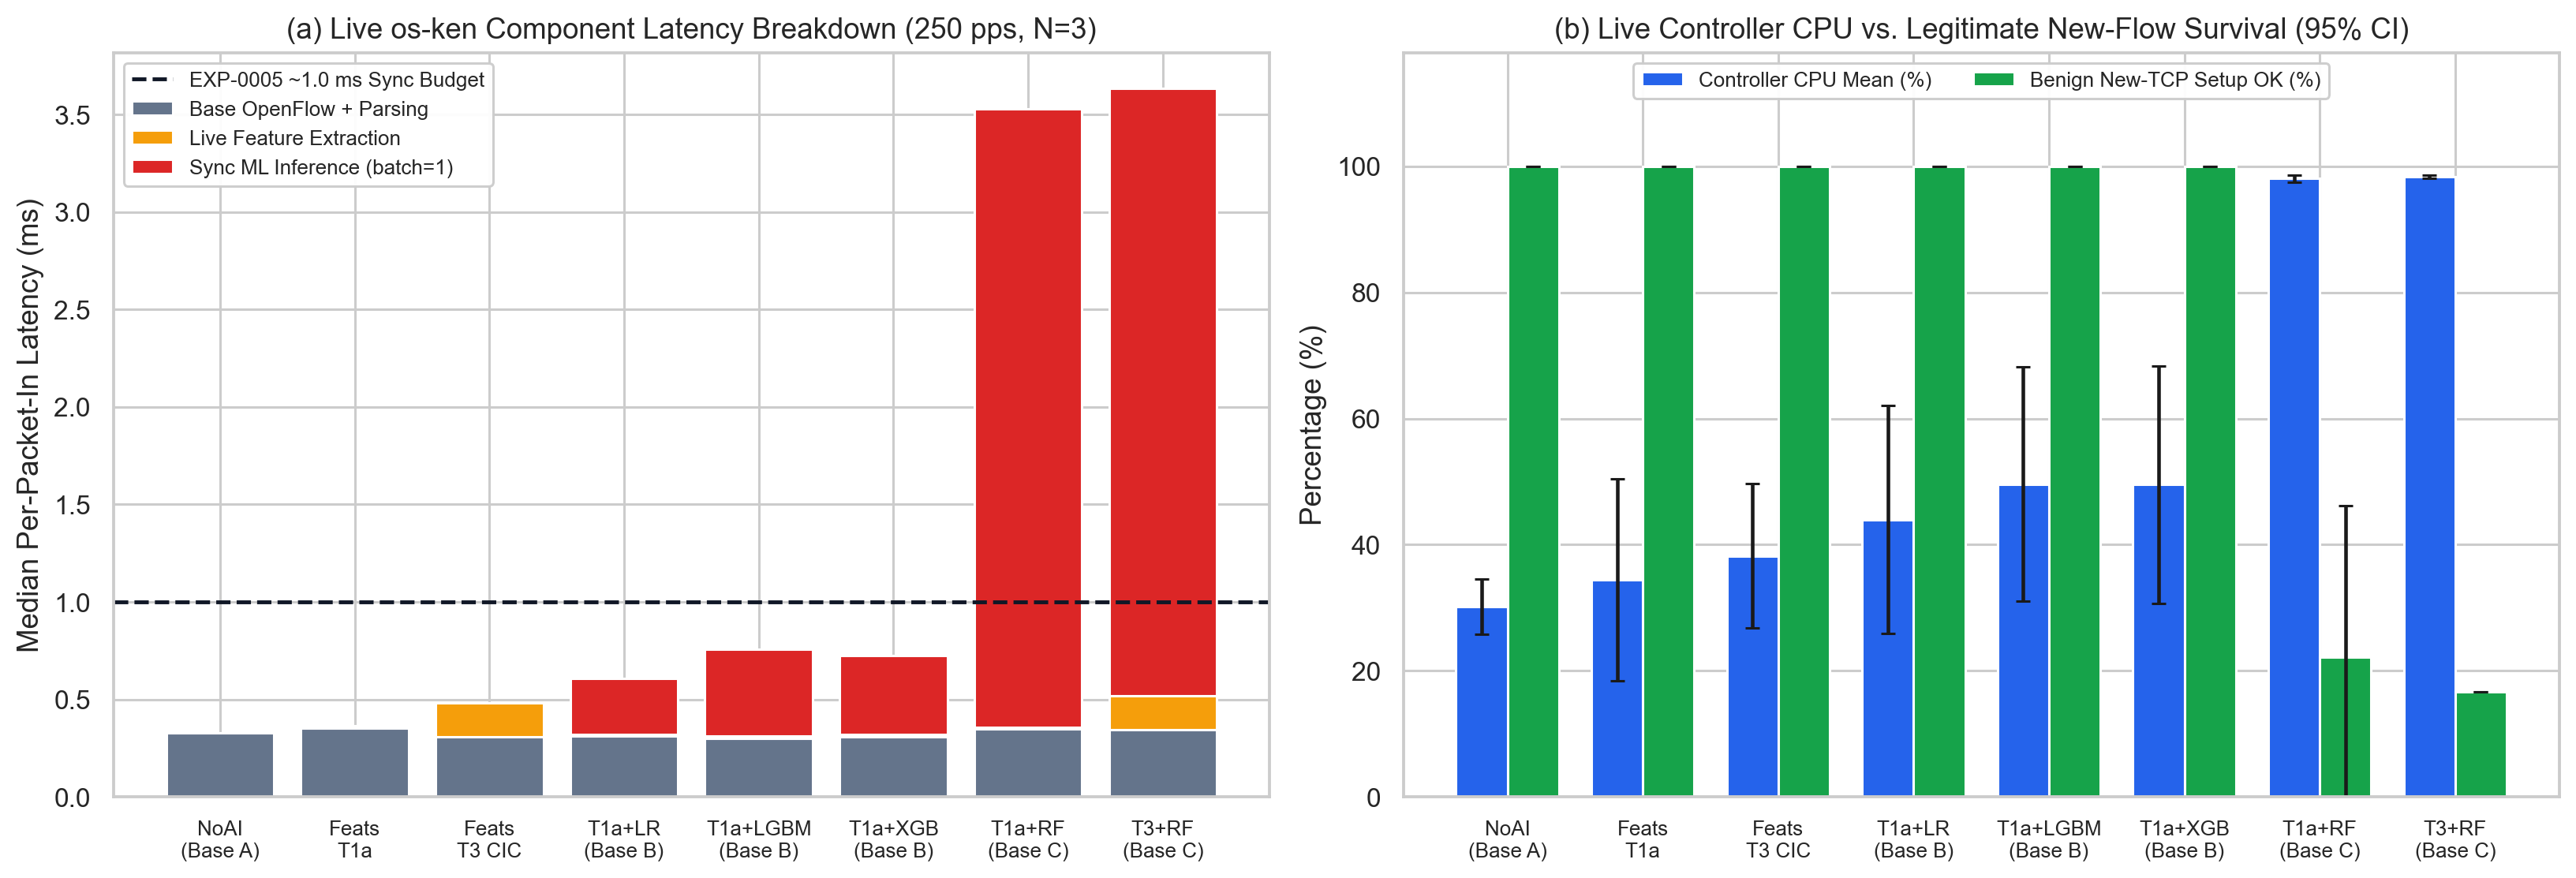 (a) Live os-ken Component Latency Breakdown (250 pps, N=3)
EXP-0005 ~1.0 ms Sync Budget
Base OpenFlow + Parsing
Live Feature Extraction
Sync ML Inference (batch=1)
Median Per-Packet-In Latency (ms)
3.5
3.0
2.5
2.0
1.5
1.0
0.5
0.0
NoAI
(Base A)
Feats
T1a
Feats
T3 CIC
T1a+LR
(Base B)
T1a+LGBM
(Base B)
T1a+XGB
(Base B)
T1a+RF
(Base C)
T3+RF
(Base C)
(b) Live Controller CPU vs. Legitimate New-Flow Survival (95% CI)
Controller CPU Mean (%)
Benign New-TCP Setup OK (%)
Percentage (%)
100
80
60
40
20
0
NoAI
(Base A)
Feats
T1a
Feats
T3 CIC
T1a+LR
(Base B)
T1a+LGBM
(Base B)
T1a+XGB
(Base B)
T1a+RF
(Base C)
T3+RF
(Base C)